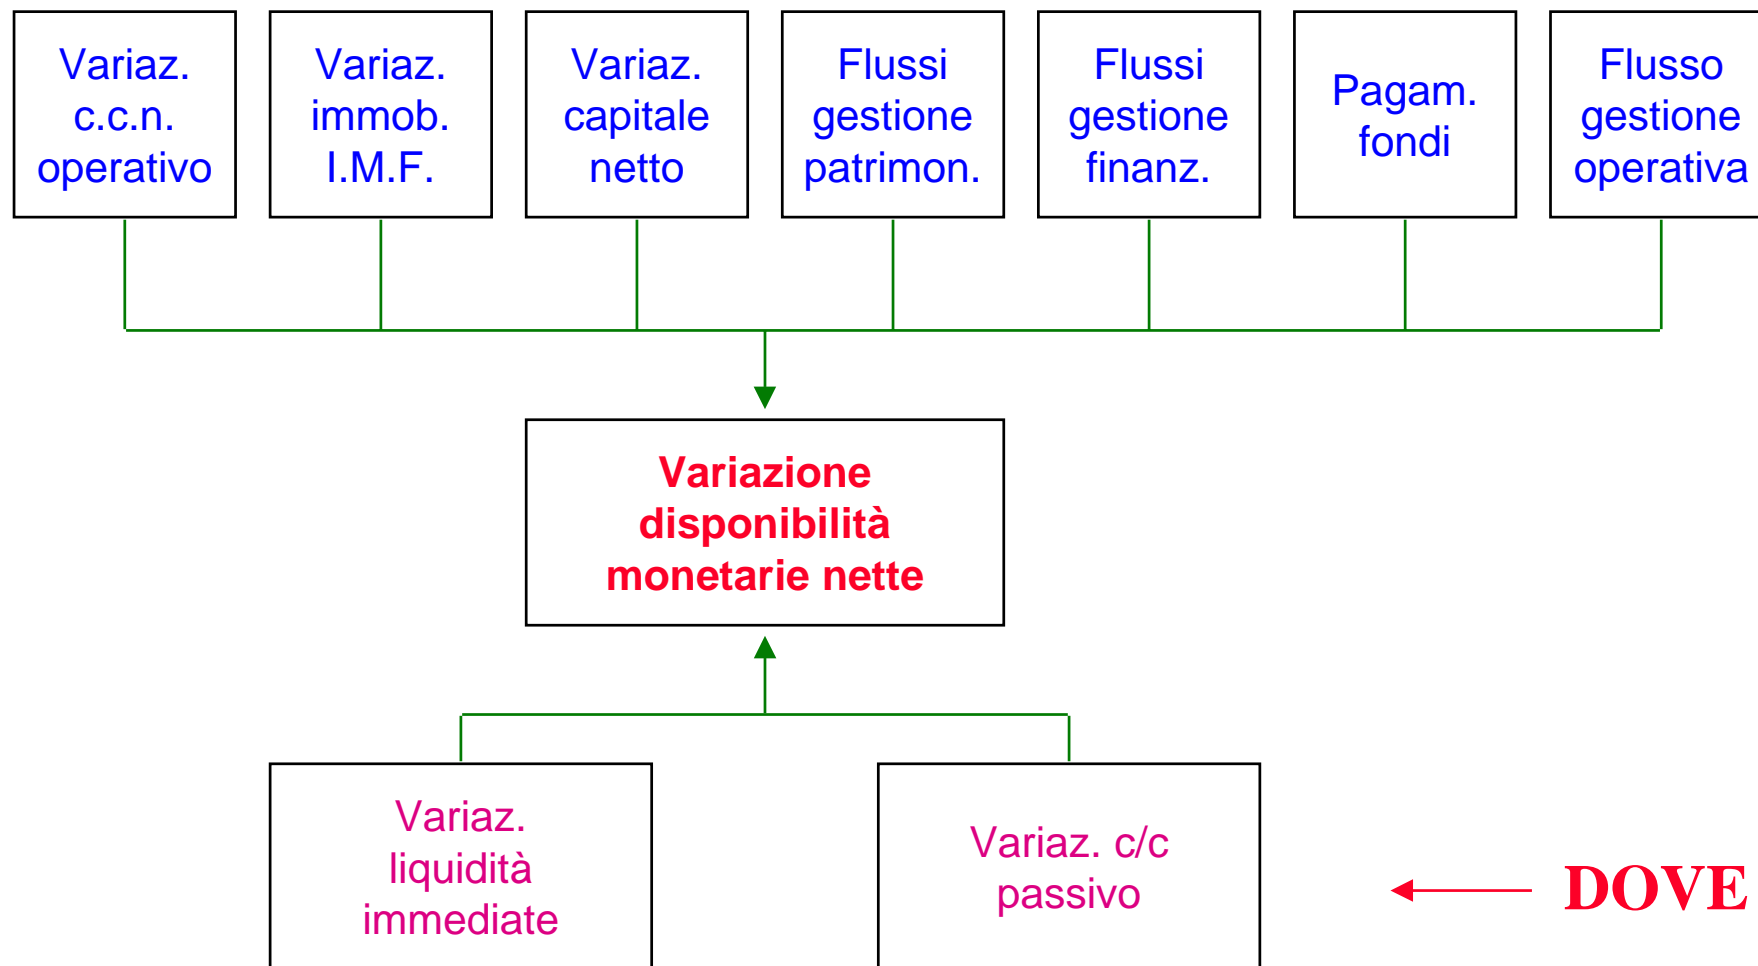 Variaz.
c.c.n.
operativo
Variaz.
immob.
I.M.F.
Variaz.
capitale
netto
Flussi
gestione
patrimon.
Flussi
gestione
finanz.
Pagam.
fondi
Flusso
gestione
operativa
Variazione
disponibilità
monetarie nette
Variaz.
liquidità
immediate
Variaz. c/c
passivo
DOVE